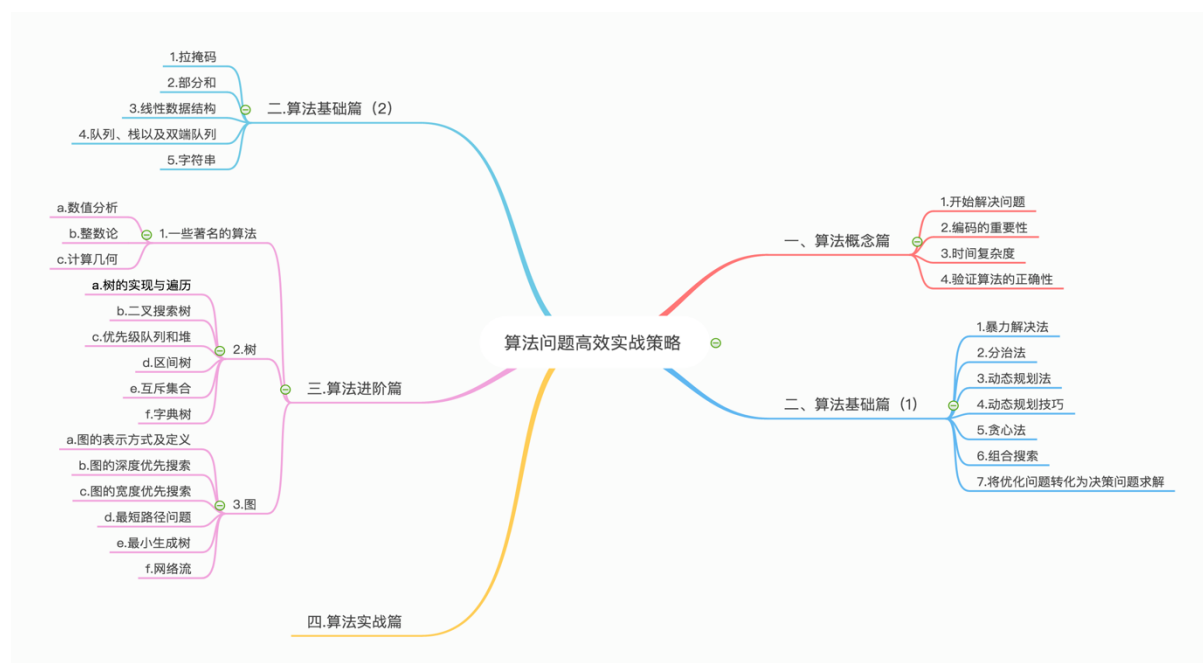 算法问题高效实战策略
一、算法概念篇
1.开始解决问题
2.编码的重要性
3.时间复杂度
4.验证算法的正确性
二、算法基础篇（1）
1.暴力解决法
2.分治法
3.动态规划法
4.动态规划技巧
5.贪心法
6.组合搜索
7.将优化问题转化为决策问题求解
二.算法基础篇（2）
1.拉掩码
2.部分和
3.线性数据结构
4.队列、栈以及双端队列
5.字符串
三.算法进阶篇
1.一些著名的算法
a.数值分析
b.整数论
c.计算几何
2.树
a.树的实现与遍历
b.二叉搜索树
c.优先级队列和堆
d.区间树
e.互斥集合
f.字典树
3.图
a.图的表示方式及定义
b.图的深度优先搜索
c.图的宽度优先搜索
d.最短路径问题
e.最小生成树
f.网络流
四.算法实战篇